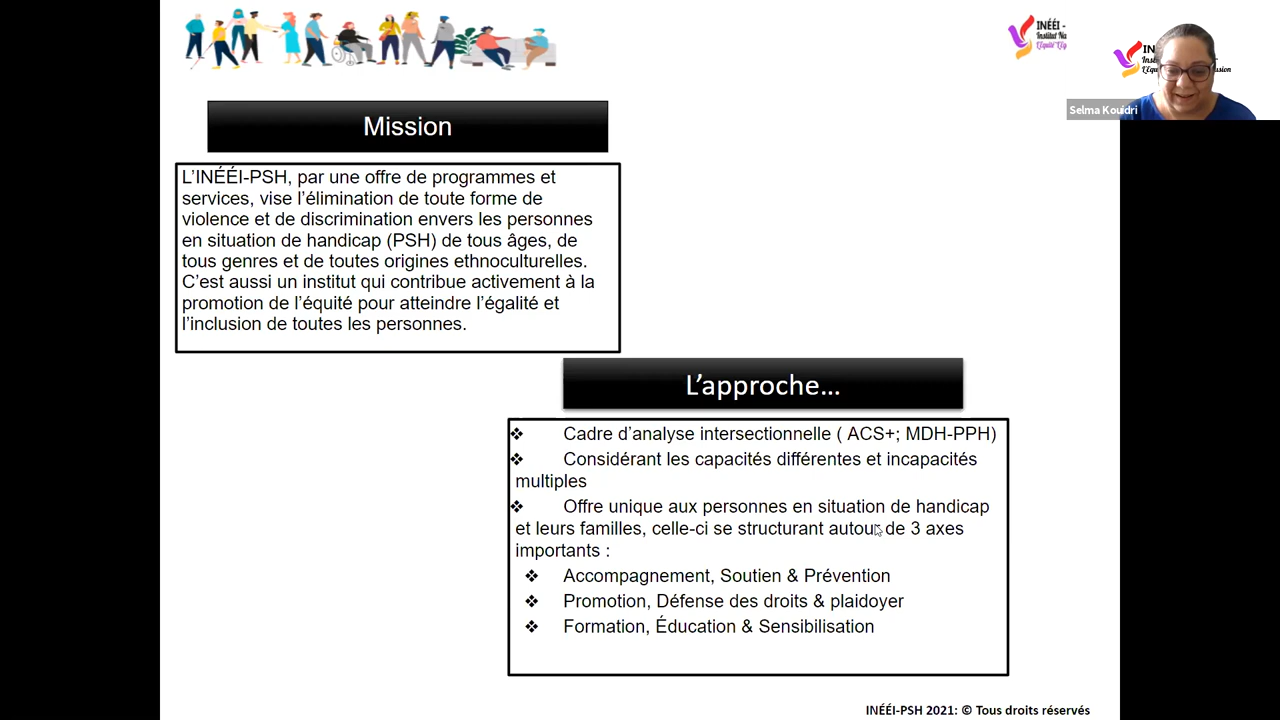 INÉÉI -
Institut Na
L'Équité L'Ég
IN
Selma Kouidri
Mission
L'INÉÉI-PSH, par une offre de programmes et
services, vise l'élimination de toute forme de
violence et de discrimination envers les personnes
en situation de handicap (PSH) de tous âges, de
tous genres et de toutes origines ethnoculturelles.
C'est aussi un institut qui contribue activement à la
promotion de l'équité pour atteindre l'égalité et
l'inclusion de toutes les personnes.
L'approche...
❖ Cadre d'analyse intersectionnelle ( ACS+; MDH-PPH)
❖ Considérant les capacités différentes et incapacités
multiples
❖ Offre unique aux personnes en situation de handicap
et leurs familles, celle-ci se structurant autour de 3 axes
importants :
❖ Accompagnement, Soutien & Prévention
❖ Promotion, Défense des droits & plaidoyer
❖ Formation, Éducation & Sensibilisation
INÉÉI-PSH 2021: © Tous droits réservés